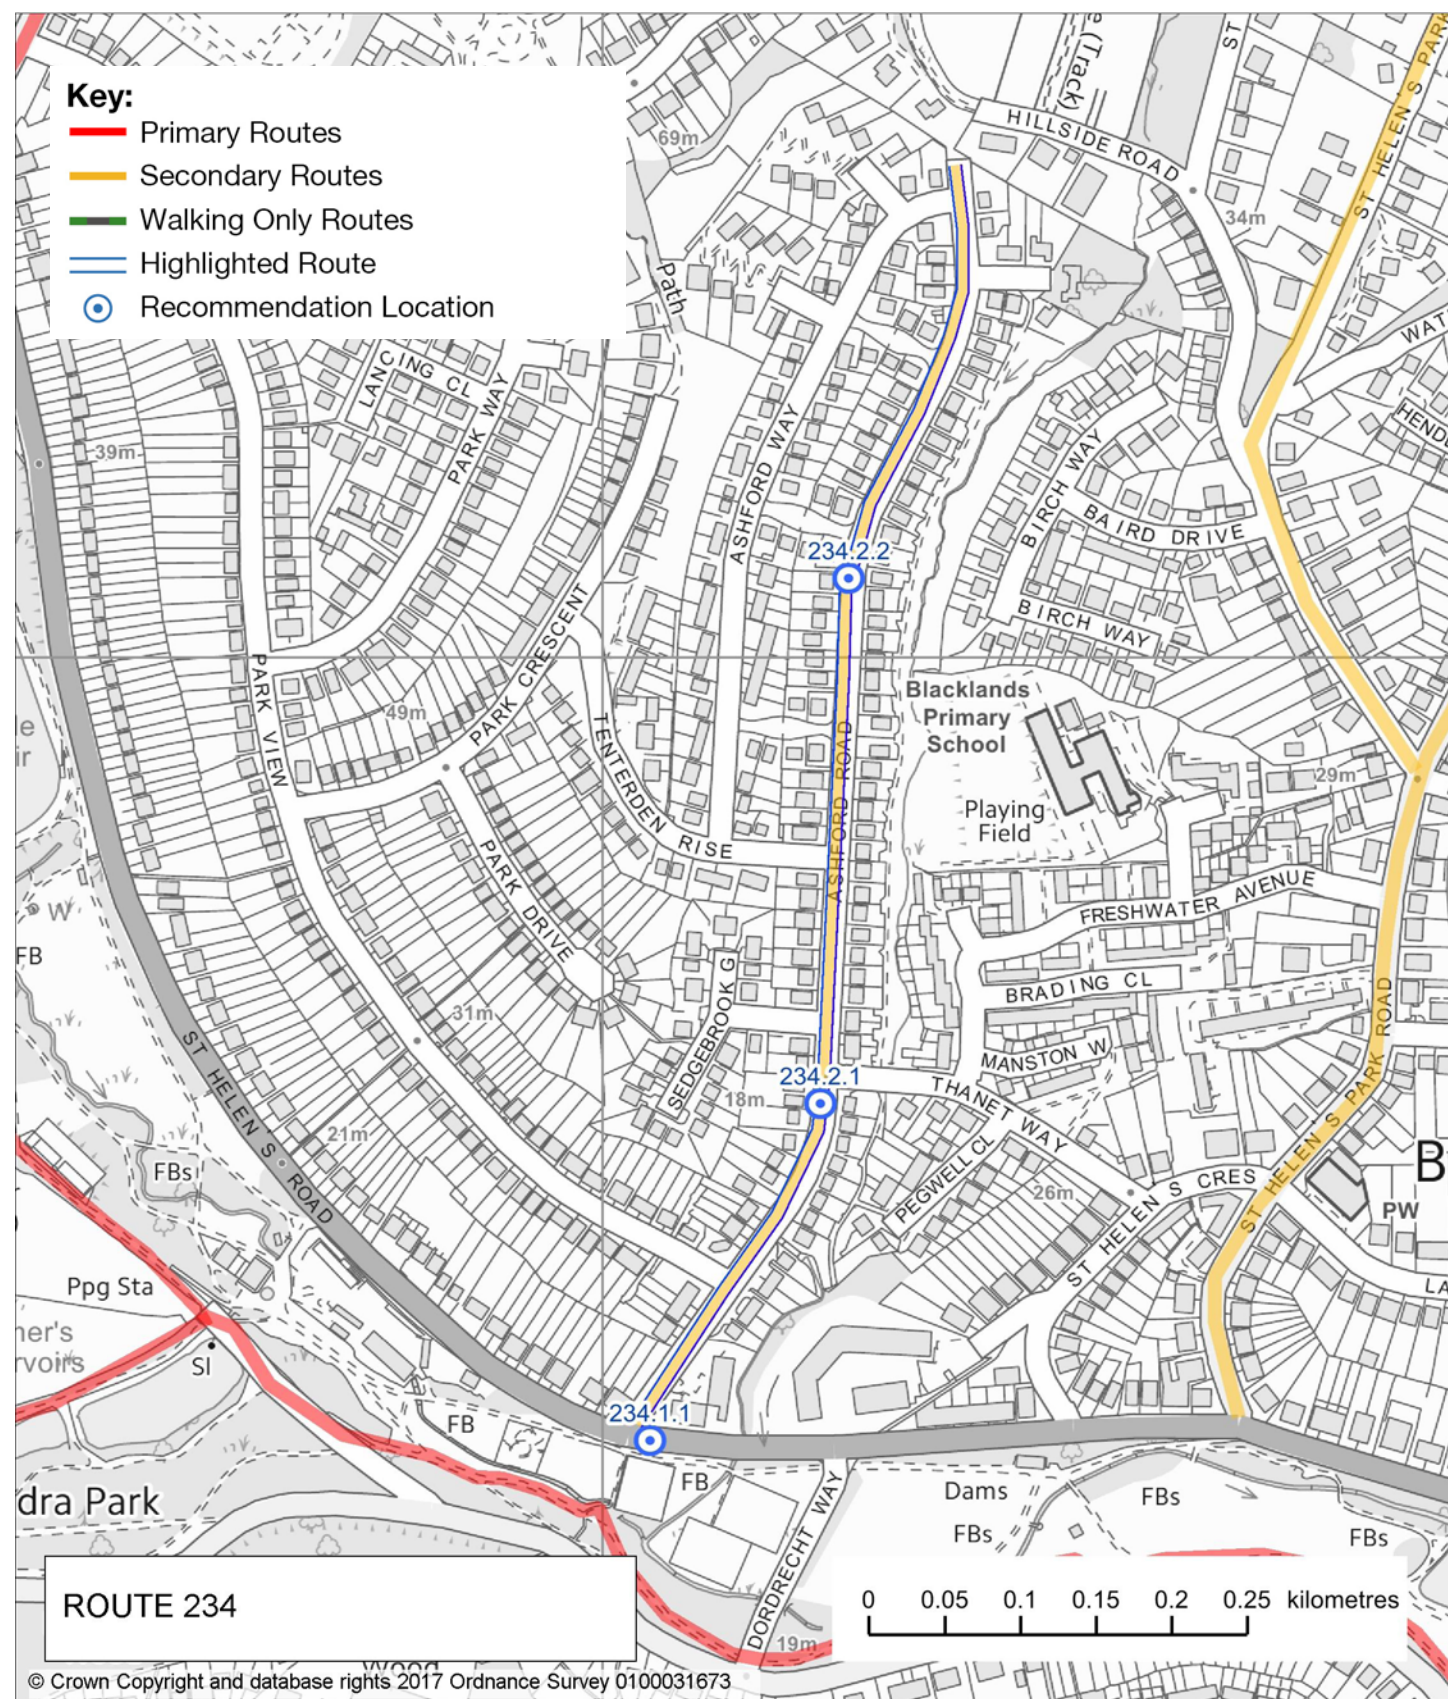 Key:
Primary Routes
Secondary Routes
Walking Only Routes
Highlighted Route
Recommendation Location
(Track)
ST
HILLSIDE ROAD
ST HELEN'S PARK
69m
34m
Path
LANCING CL
PARK WAY
39m
ASHFORD WAY
BIRCH WAY
BAIRD DRIVE
234.2.2
BIRCH WAY
PARK CRESCENT
PARK VIEW
49m
TENTERDEN RISE
ASHFORD ROAD
Blacklands
Primary
School
Playing
Field
29m
PARK DRIVE
FRESHWATER AVENUE
W
FB
BRADING CL
SEDGEBROOK G
31m
MANSTON W
ST HELEN'S PARK ROAD
234.2.1
18m
THANET WAY
PEGWELL CL
26m
ST HELEN S CRES
ST HELEN'S ROAD
21m
FBs
PW
Ppg Sta
SI
234.1.1
FB
FB
dra Park
DORDRECHT WAY
Dams
FBs
FBs
FBs
19m
ROUTE 234
0 0.05 0.1 0.15 0.2 0.25 kilometres
© Crown Copyright and database rights 2017 Ordnance Survey 0100031673